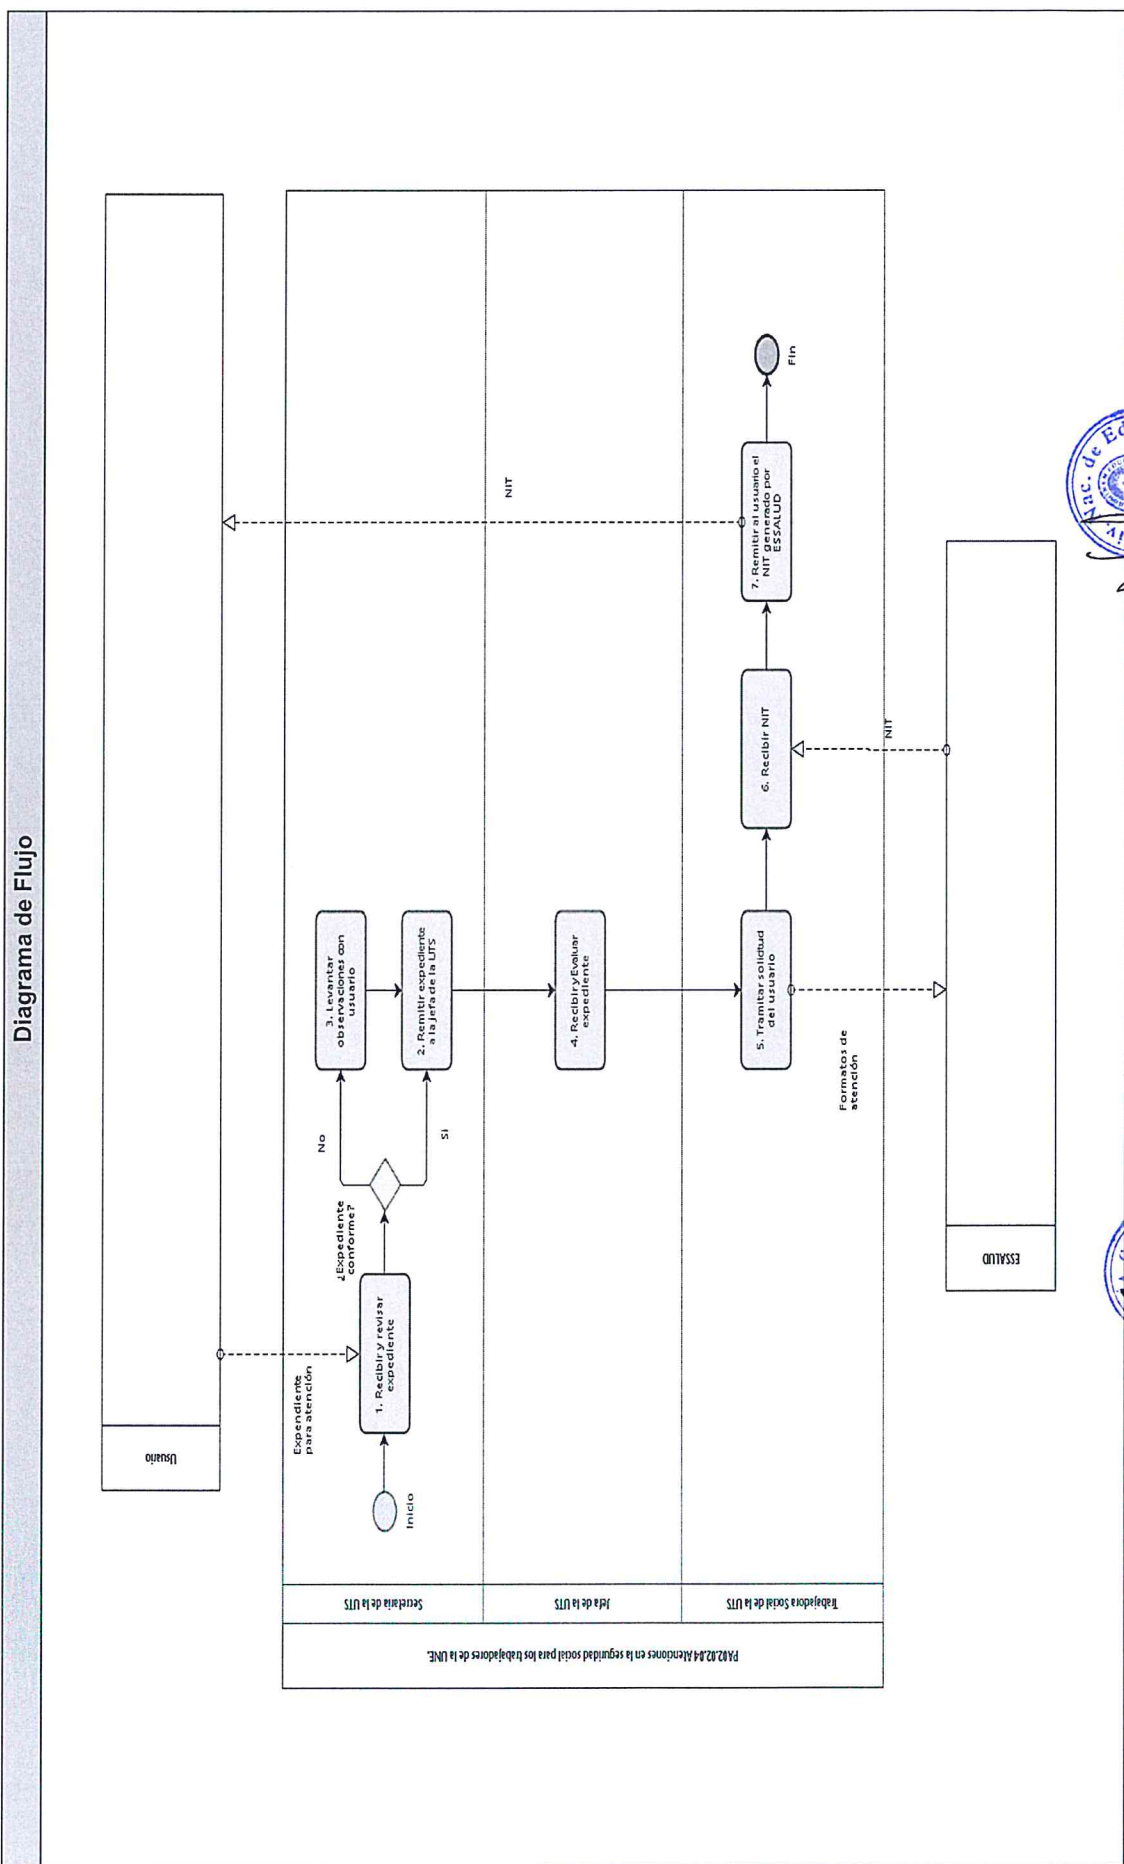 Diagrama de Flujo
Usuario
PA02.02.04 Atenciones en la seguridad social para los trabajadores de la UNE.
Secretaria de la UTS
Inicio
Expendiente
para atención
1. Recibir y revisar
expediente
¿Expediente
conforme?
No
Si
3. Levantar
observaciones con
usuario
2. Remitir expediente
a la jefa de la UTS
NIT
Jefa de la UTS
4. Recibir y Evaluar
expediente
Trabajadora Social de la UTS
5. Tramitar solicitud
del usuario
6. Recibir NIT
7. Remitir al usuario el
NIT generado por
ESSALUD
Fin
Formatos de
atención
NIT
ESSALUD